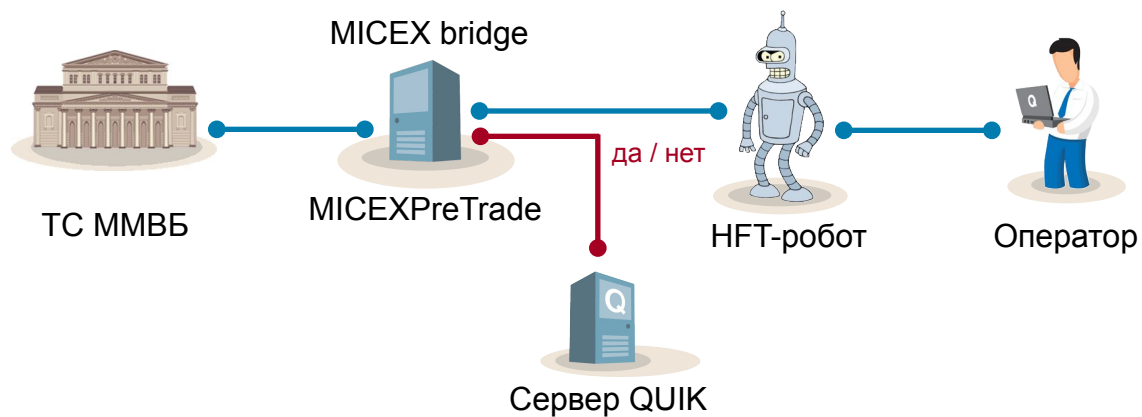 MICEX bridge
Q
да / нет
ТС ММВБ
MICEXPreTrade
HFT-робот
Оператор
Q
Сервер QUIK